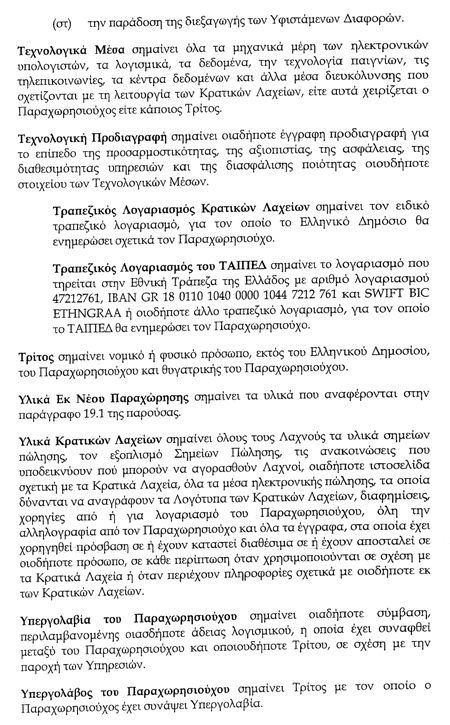 (στ) την παράδοση της διεξαγωγής των Υφιστάμενων Διαφορών.
Τεχνολογικά Μέσα σημαίνει όλα τα μηχανικά μέρη των ηλεκτρονικών
υπολογιστών, τα λογισμικά, τα δεδομένα, την τεχνολογία παιγνίων, τις
τηλεπικοινωνίες, τα κέντρα δεδομένων και άλλα μέσα διευκόλυνσης που
σχετίζονται με τη λειτουργία των Κρατικών Λαχείων, είτε αυτά χειρίζεται ο
Παραχωρησιούχος είτε κάποιος Τρίτος.
Τεχνολογική Προδιαγραφή σημαίνει οιαδήποτε έγγραφη προδιαγραφή για
το επίπεδο της προσαρμοστικότητας, της αξιοπιστίας, της ασφάλειας, της
διαθεσιμότητας υπηρεσιών και της διασφάλισης ποιότητας οιουδήποτε
στοιχείου των Τεχνολογικών Μέσων.
Τραπεζικός Λογαριασμός Κρατικών Λαχείων σημαίνει τον ειδικό
τραπεζικό λογαριασμό, για τον οποίο το Ελληνικό Δημόσιο θα
ενημερώσει σχετικά τον Παραχωρησιούχο.
Τραπεζικός Λογαριασμός του ΤΑΙΠΕΔ σημαίνει το λογαριασμό που
τηρείται στην Εθνική Τράπεζα της Ελλάδος με αριθμό λογαριασμού
47212761, IBAN GR 18 0110 1040 0000 1044 7212 761 και SWIFT BIC
ETHNGRAA ή οιοδήποτε άλλο τραπεζικό λογαριασμό, για τον οποίο
το ΤΑΙΠΕΔ θα ενημερώσει τον Παραχωρησιούχο.
Τρίτος σημαίνει νομικό ή φυσικό πρόσωπο, εκτός του Ελληνικού Δημοσίου,
του Παραχωρησιούχου και θυγατρικής του Παραχωρησιούχου.
Υλικά Εκ Νέου Παραχώρησης σημαίνει τα υλικά που αναφέρονται στην
παράγραφο 19.1 της παρούσας.
Υλικά Κρατικών Λαχείων σημαίνει όλους τους Λαχνούς τα υλικά σημείων
πώλησης, τον εξοπλισμό Σημείων Πώλησης, τις ανακοινώσεις που
υποδεικνύουν πού μπορούν να αγορασθούν Λαχνοί, οιαδήποτε ιστοσελίδα
σχετική με τα Κρατικά Λαχεία, όλα τα μέσα ηλεκτρονικής πώλησης, τα οποία
δύνανται να αναγράφουν τα Λογότυπα των Κρατικών Λαχείων, διαφημίσεις,
χορηγίες από ή για λογαριασμό του Παραχωρησιούχου, όλη την
αλληλογραφία από τον Παραχωρησιούχο και όλα τα έγγραφα, στα οποία έχει
χορηγηθεί πρόσβαση σε ή έχουν καταστεί διαθέσιμα σε ή έχουν αποσταλεί σε
οιοδήποτε πρόσωπο, σε κάθε περίπτωση όταν χρησιμοποιούνται σε σχέση με
τα Κρατικά Λαχεία ή όταν περιέχουν πληροφορίες σχετικά με οιοδήποτε εκ
των Κρατικών Λαχείων.
Υπεργολαβία του Παραχωρησιούχου σημαίνει οιαδήποτε σύμβαση,
περιλαμβανομένης οιασδήποτε άδειας λογισμικού, η οποία έχει συναφθεί
μεταξύ του Παραχωρησιούχου και οποιουδήποτε Τρίτου, σε σχέση με την
παροχή των Υπηρεσιών.
Υπεργολάβος του Παραχωρησιούχου σημαίνει Τρίτος με τον οποίο ο
Παραχωρησιούχος έχει συνάψει Υπεργολαβία.